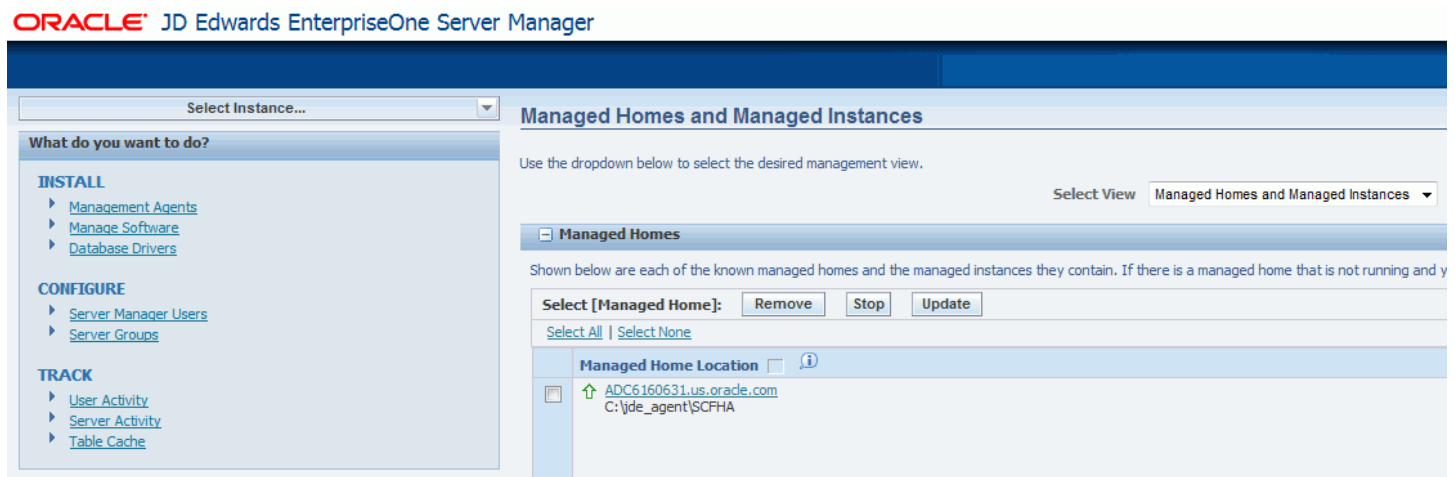 ORACLE JD Edwards EnterpriseOne Server Manager
Select Instance...
What do you want to do?
INSTALL
Management Agents
Manage Software
Database Drivers
CONFIGURE
Server Manager Users
Server Groups
TRACK
User Activity
Server Activity
Table Cache
Managed Homes and Managed Instances
Use the dropdown below to select the desired management view.
Select View Managed Homes and Managed Instances
Managed Homes
Shown below are each of the known managed homes and the managed instances they contain. If there is a managed home that is not running and y
Select [Managed Home]: Remove Stop Update
Select All | Select None
Managed Home Location
ADC6160631.us.oracle.com
C:\jde_agent\SCFHA